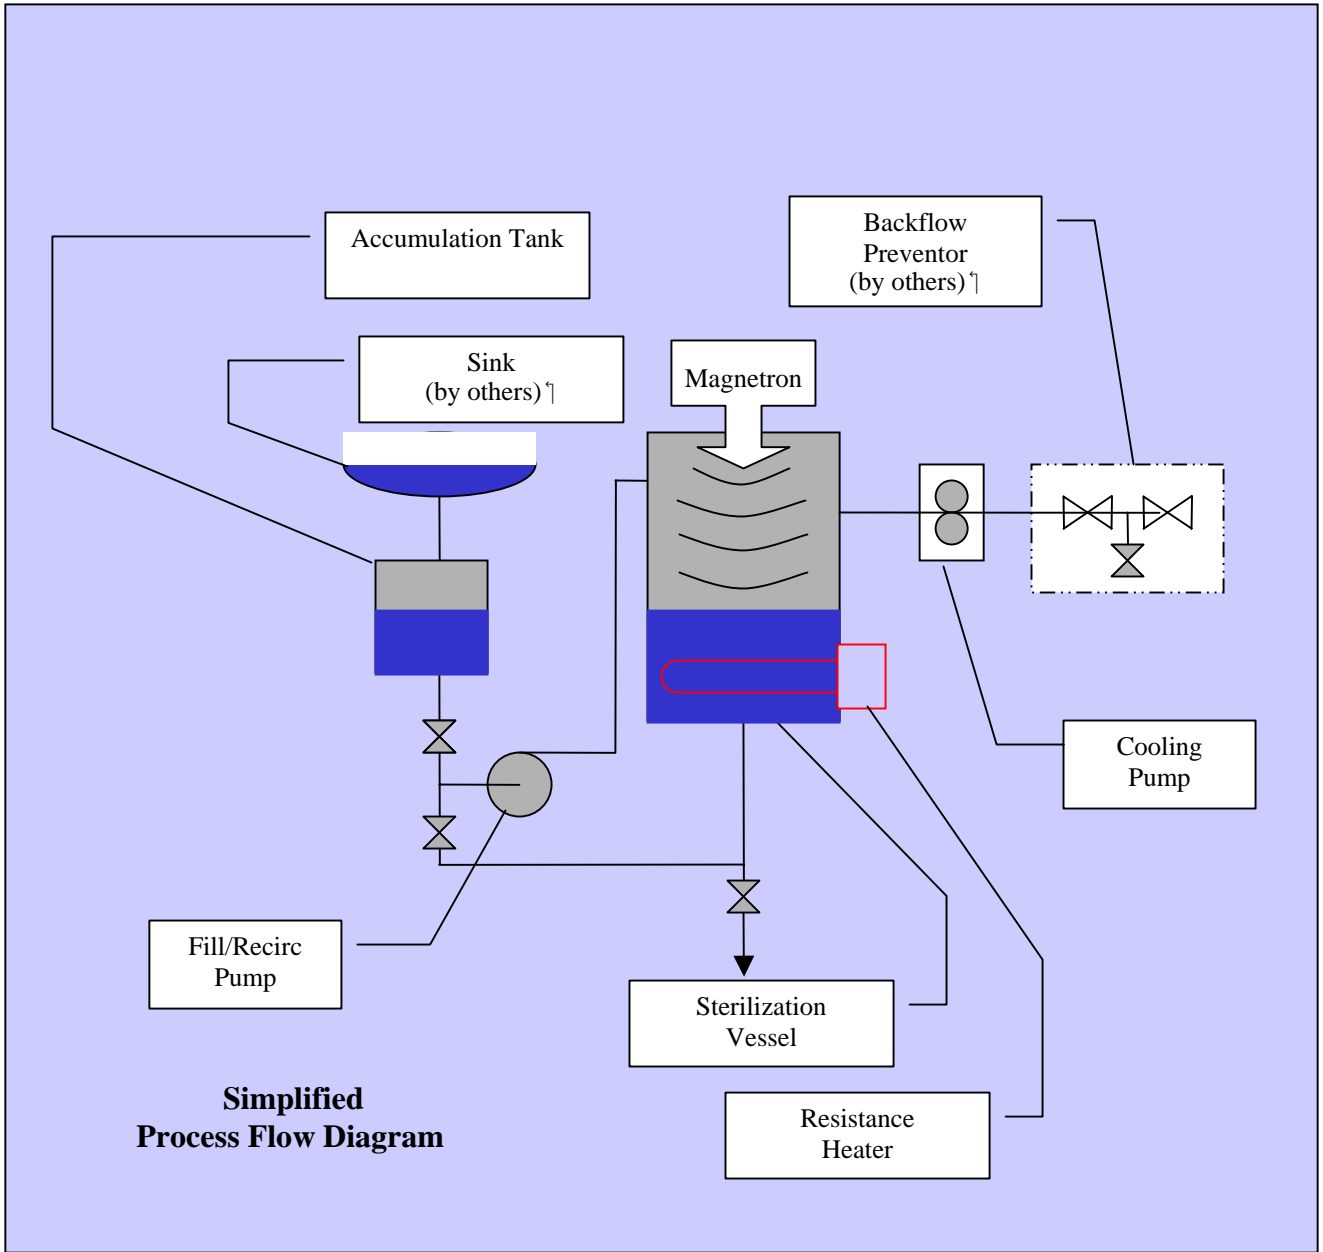 Accumulation Tank
Backflow
Preventor
(by others)
Sink
(by others)
Magnetron
Cooling
Pump
Fill/Recirc
Pump
Sterilization
Vessel
Resistance
Heater
Simplified
Process Flow Diagram